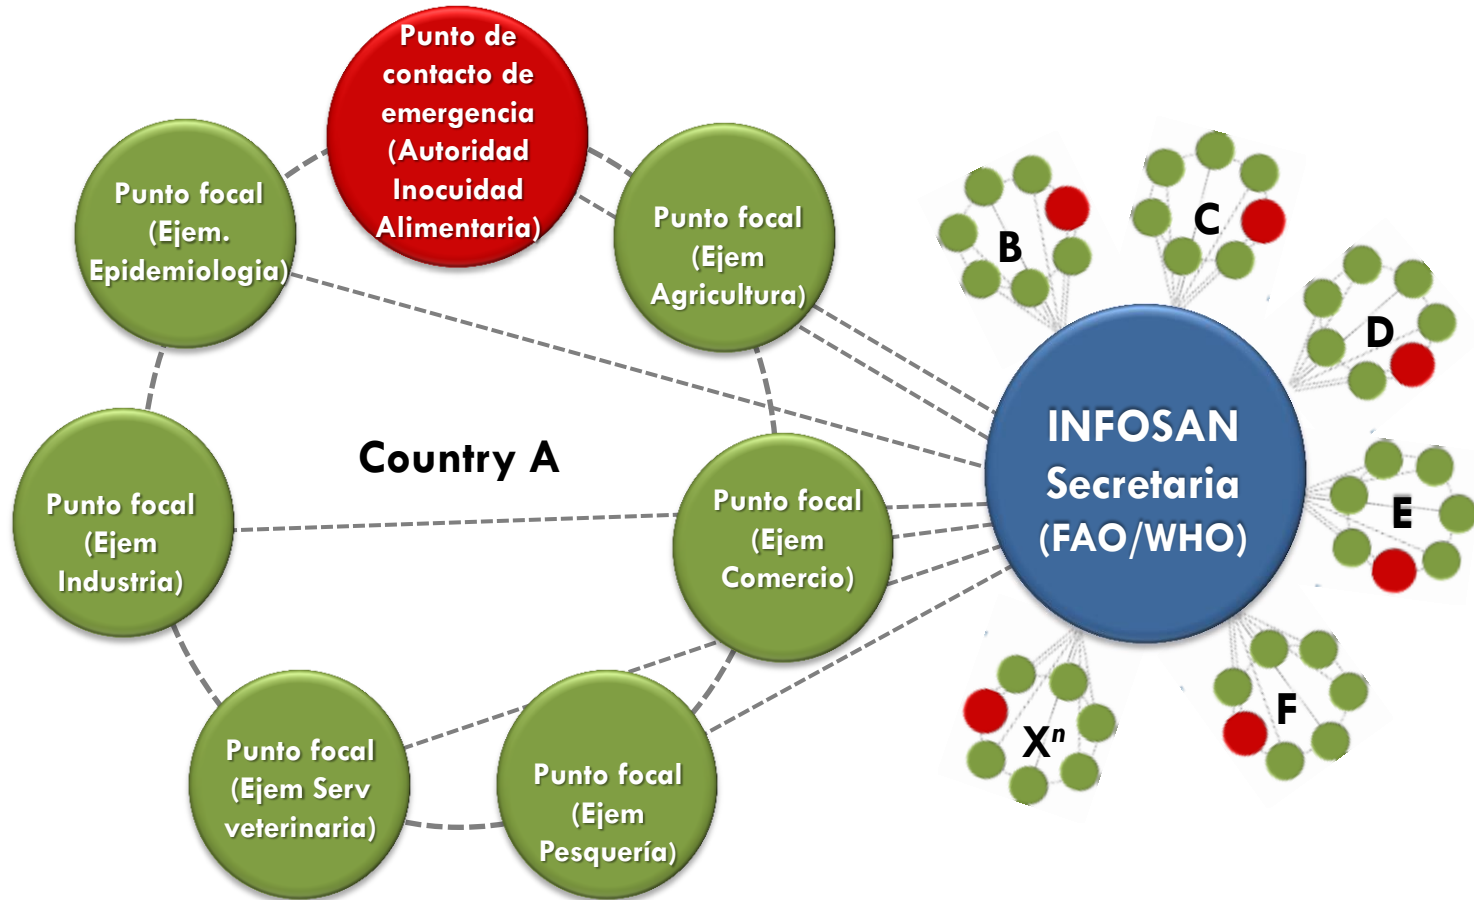 Punto de
contacto de
emergencia
(Autoridad
Inocuidad
Alimentaria)
Punto focal
(Ejem.
Epidemiologia)
Punto focal
(Ejem
Agricultura)
Country A
Punto focal
(Ejem
Industria)
Punto focal
(Ejem
Comercio)
Punto focal
(Ejem Serv
veterinaria)
Punto focal
(Ejem
Pesquería)
INFOSAN
Secretaria
(FAO/WHO)
B
C
D
E
F
Xⁿ